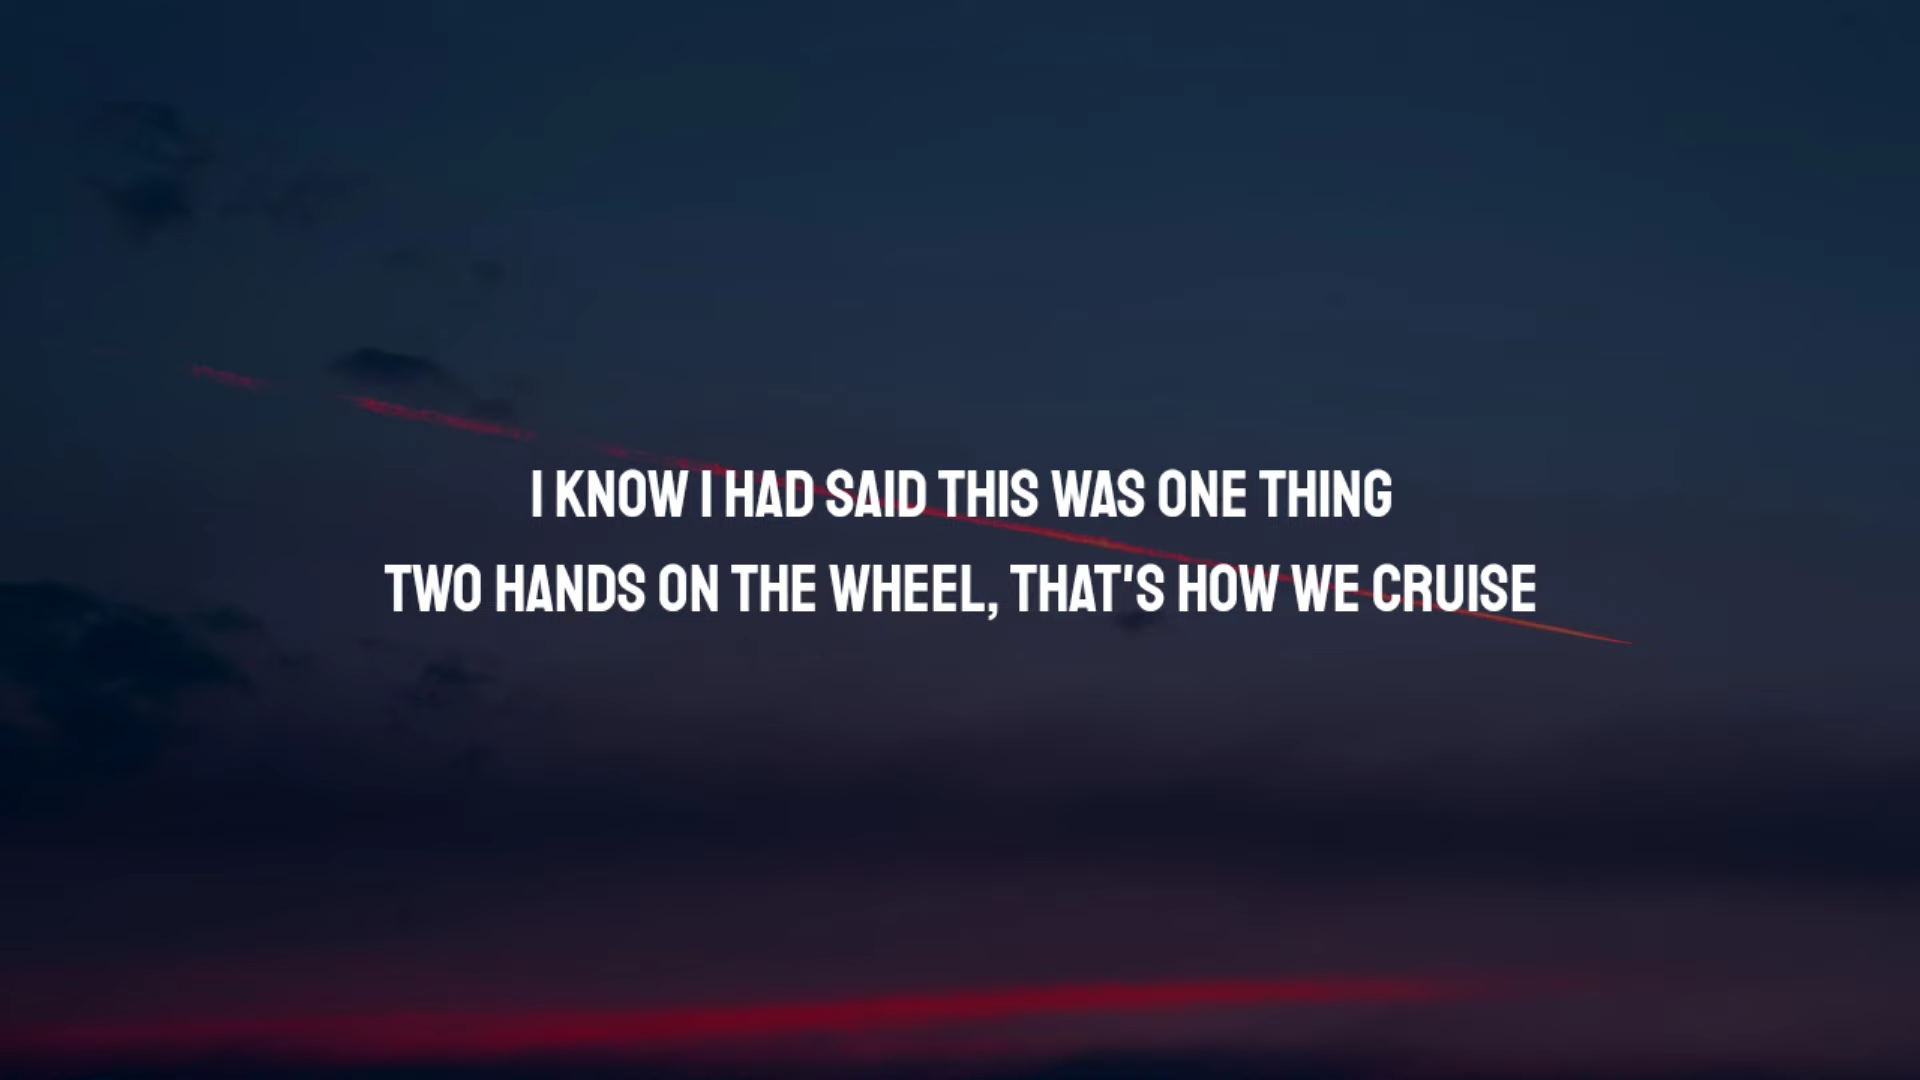 I KNOW I HAD SAID THIS WAS ONE THING
TWO HANDS ON THE WHEEL, THAT'S HOW WE CRUISE